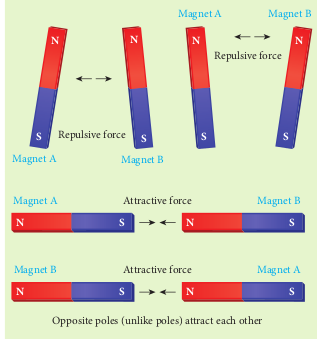 Magnet A Magnet B
N N N N
Repulsive force
S S S S
Repulsive force
Magnet A Magnet B
Magnet A Attractive force Magnet B
N S N S
Magnet B Attractive force Magnet A
N S N S
Opposite poles (unlike poles) attract each other